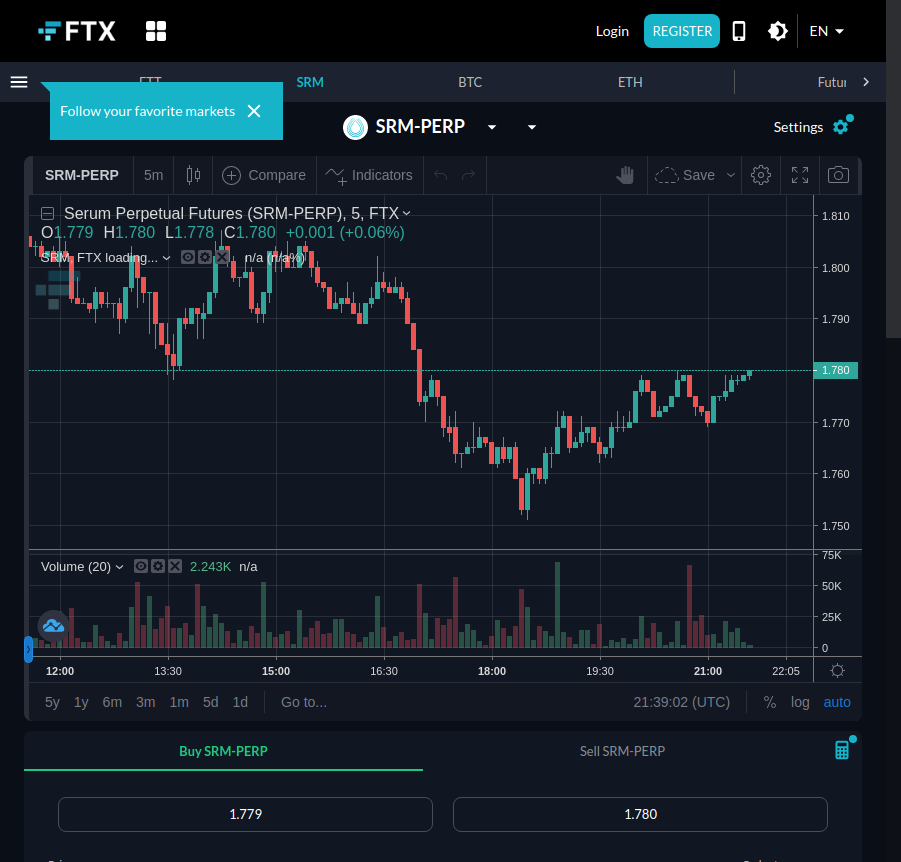 FTX
Login REGISTER EN
FTT SRM BTC ETH Futur
Follow your favorite markets
SRM-PERP
Settings
SRM-PERP 5m Compare Indicators Save
Serum Perpetual Futures (SRM-PERP), 5, FTX
O1.779 H1.780 L1.778 C1.780 +0.001 (+0.06%)
SRM, FTX loading... n/a (n/a%)
1.810
1.800
1.790
1.780
1.770
1.760
1.750
Volume (20) 2.243K n/a
75K
50K
25K
0
12:00 13:30 15:00 16:30 18:00 19:30 21:00 22:05
5y 1y 6m 3m 1m 5d 1d Go to... 21:39:02 (UTC) % log auto
Buy SRM-PERP Sell SRM-PERP
1.779 1.780